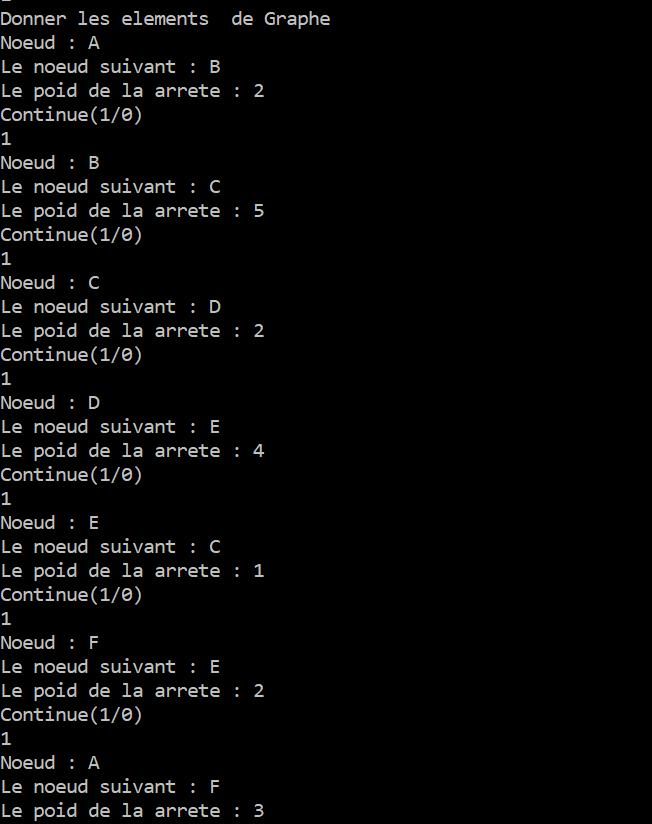 Donner les elements  de Graphe
Noeud : A
Le noeud suivant : B
Le poid de la arrete : 2
Continue(1/0)
1
Noeud : B
Le noeud suivant : C
Le poid de la arrete : 5
Continue(1/0)
1
Noeud : C
Le noeud suivant : D
Le poid de la arrete : 2
Continue(1/0)
1
Noeud : D
Le noeud suivant : E
Le poid de la arrete : 4
Continue(1/0)
1
Noeud : E
Le noeud suivant : C
Le poid de la arrete : 1
Continue(1/0)
1
Noeud : F
Le noeud suivant : E
Le poid de la arrete : 2
Continue(1/0)
1
Noeud : A
Le noeud suivant : F
Le poid de la arrete : 3